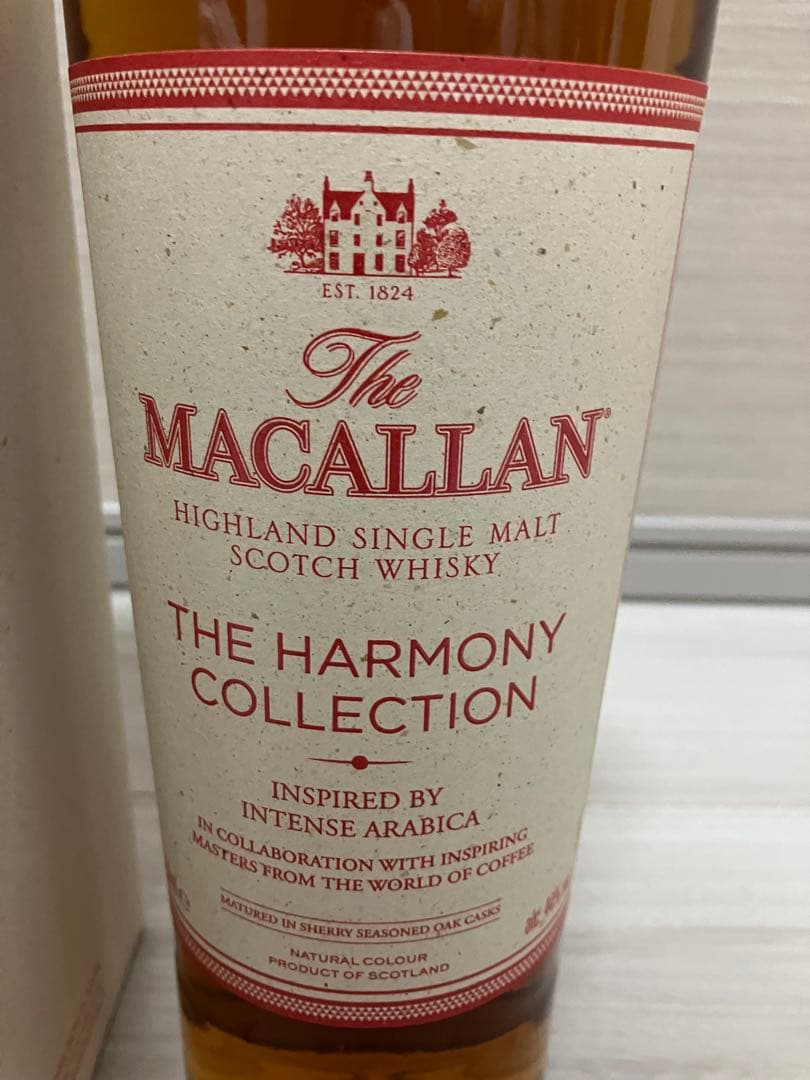 EST. 1824
The
MACALLAN®
HIGHLAND SINGLE MALT
SCOTCH WHISKY
THE HARMONY
COLLECTION
INSPIRED BY
INTENSE ARABICA
IN COLLABORATION WITH INSPIRING
MASTERS FROM THE WORLD OF COFFEE
MATURED IN SHERRY SEASONED OAK CASKS
NATURAL COLOUR
PRODUCT OF SCOTLAND